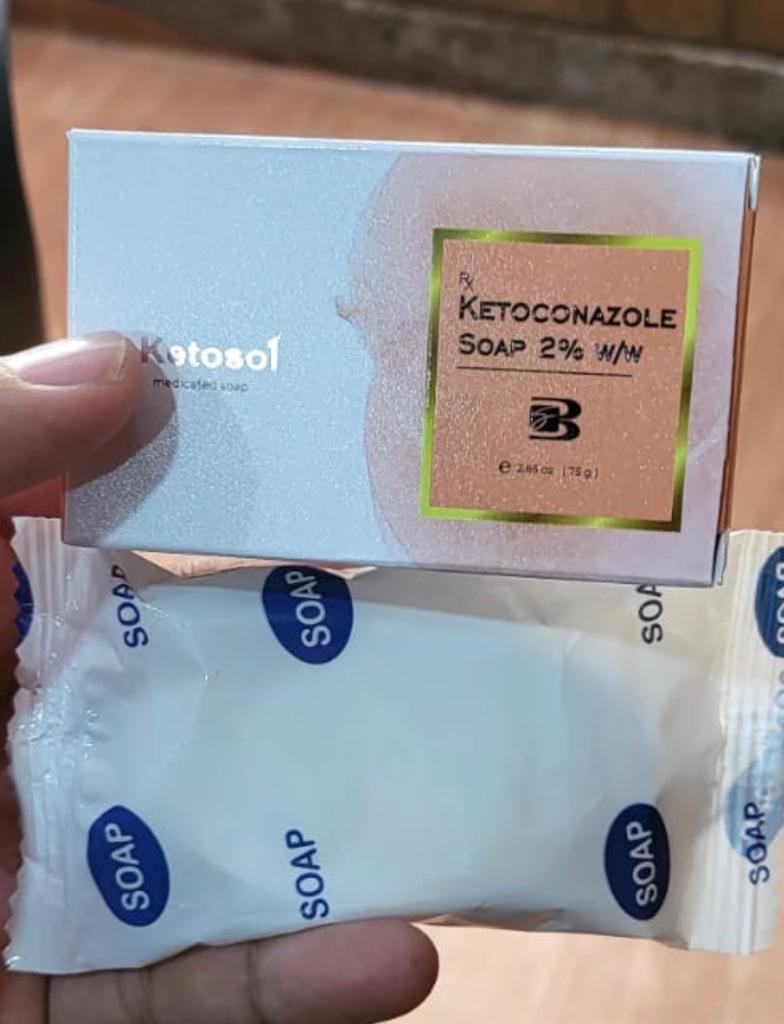 Rx
KETOCONAZOLE
SOAP 2% W/W
Ketosol
medicated soap
B
e 2.65 oz (75 g)
SOAP
SOAP
SOAP
SOAP
SOAP
SOAP
SOAP
SOAP